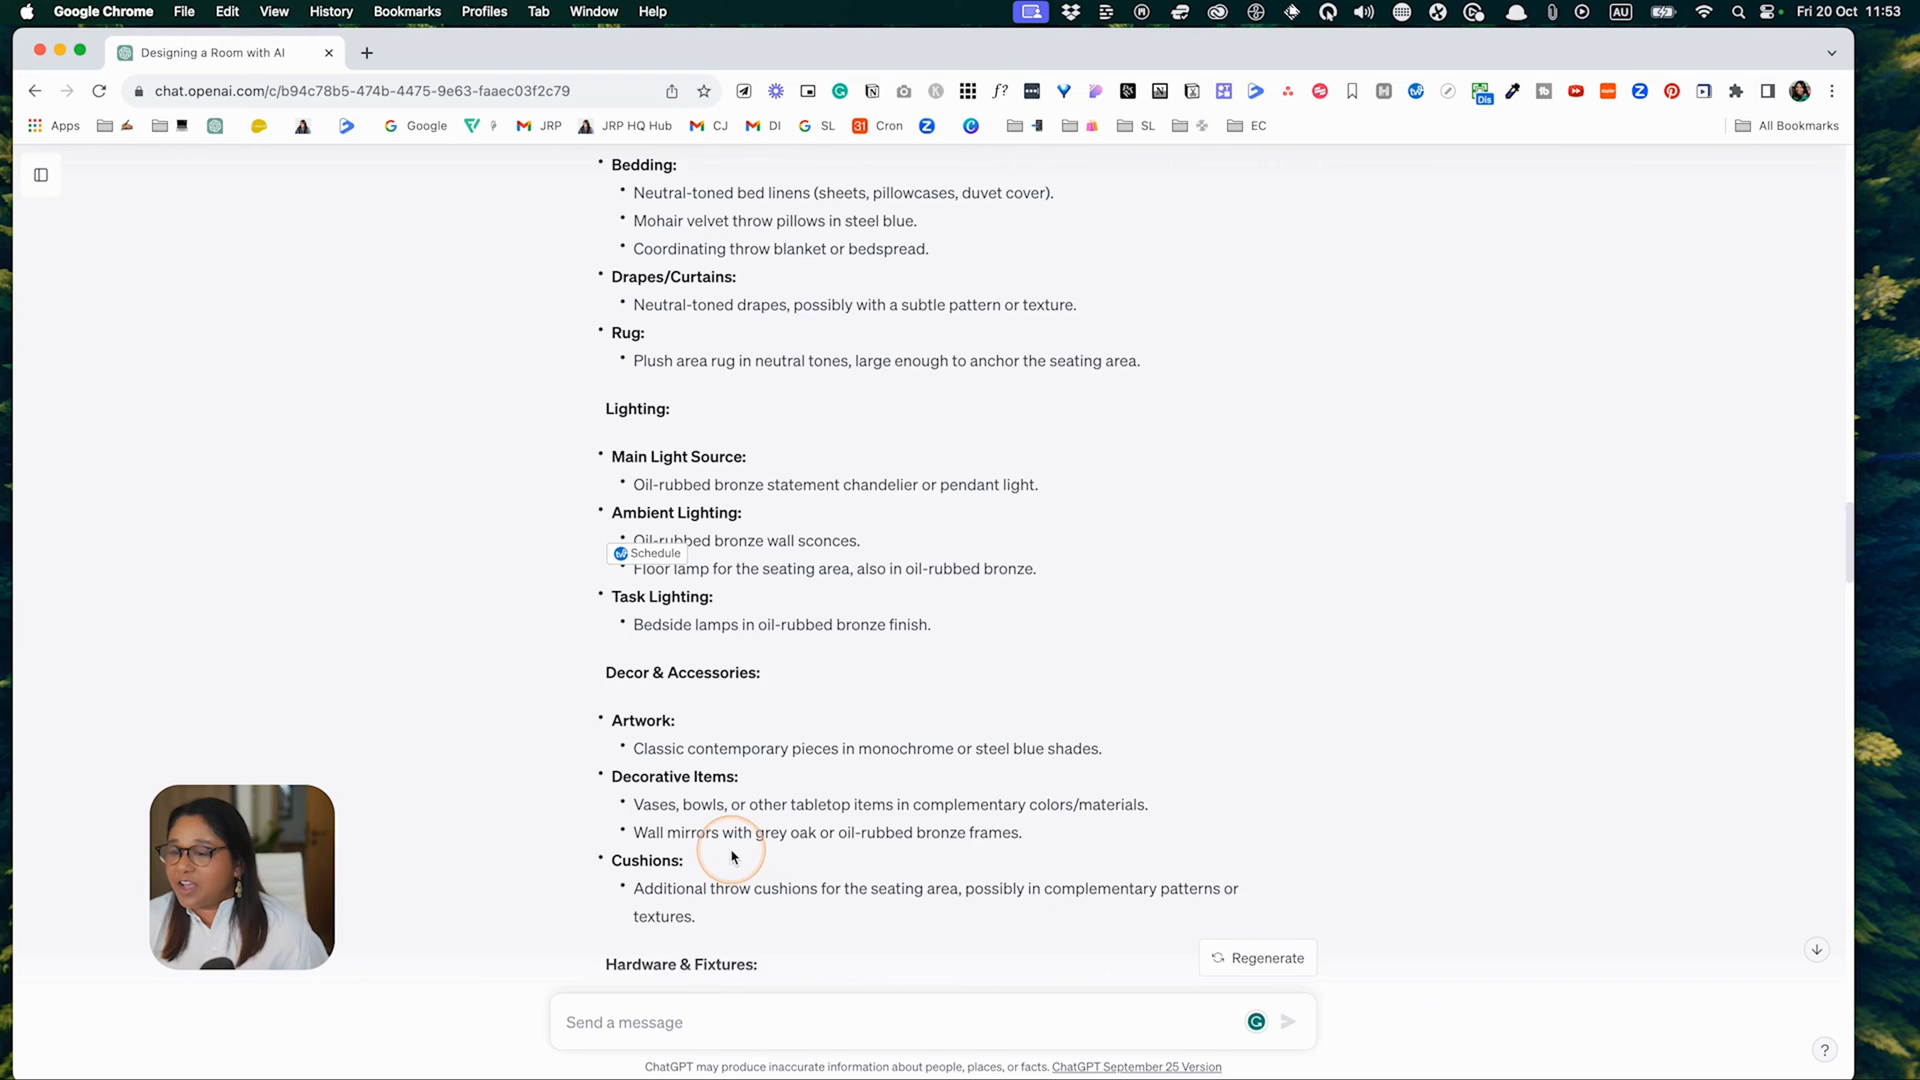 Google Chrome File Edit View History Bookmarks Profiles Tab Window Help AU Fri 20 Oct 11:53
Designing a Room with AI
chat.openai.com/c/b94c78b5-474b-4475-9e63-faaec03f2c79
Apps Google JRP JRP HQ Hub CJ DI SL 31 Cron SL EC All Bookmarks
Bedding:
Neutral-toned bed linens (sheets, pillowcases, duvet cover).
Mohair velvet throw pillows in steel blue.
Coordinating throw blanket or bedspread.
Drapes/Curtains:
Neutral-toned drapes, possibly with a subtle pattern or texture.
Rug:
Plush area rug in neutral tones, large enough to anchor the seating area.
Lighting:
Main Light Source:
Oil-rubbed bronze statement chandelier or pendant light.
Ambient Lighting:
Oil-rubbed bronze wall sconces.
Schedule
Floor lamp for the seating area, also in oil-rubbed bronze.
Task Lighting:
Bedside lamps in oil-rubbed bronze finish.
Decor & Accessories:
Artwork:
Classic contemporary pieces in monochrome or steel blue shades.
Decorative Items:
Vases, bowls, or other tabletop items in complementary colors/materials.
Wall mirrors with grey oak or oil-rubbed bronze frames.
Cushions:
Additional throw cushions for the seating area, possibly in complementary patterns or
textures.
Hardware & Fixtures:
Regenerate
Send a message
ChatGPT may produce inaccurate information about people, places, or facts. ChatGPT September 25 Version
?